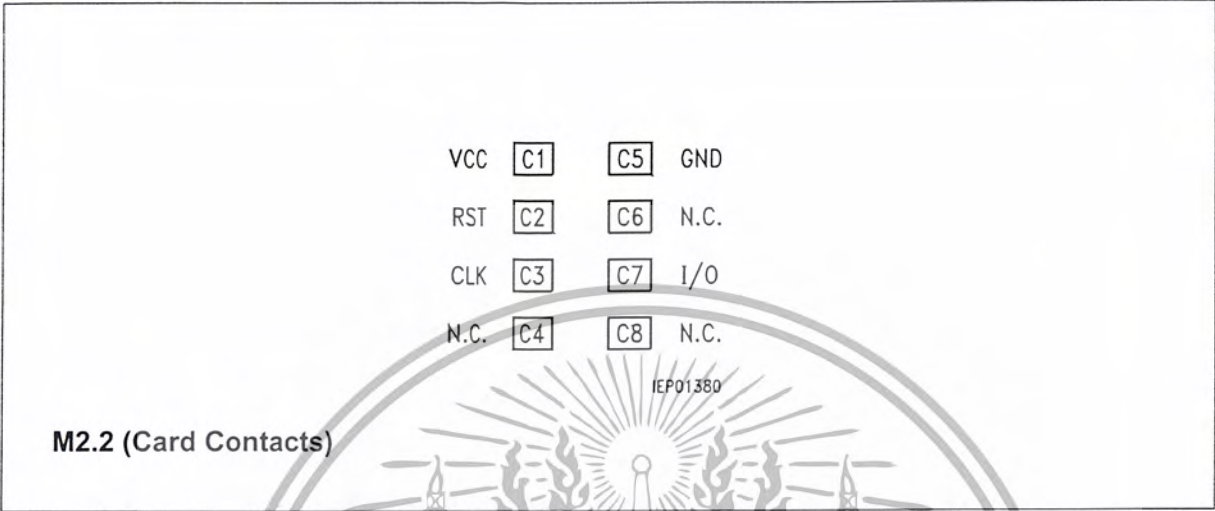 VCC C1 C5 GND
RST C2 C6 N.C.
CLK C3 C7 I/O
N.C. C4 C8 N.C.
IEP01380
M2.2 (Card Contacts)